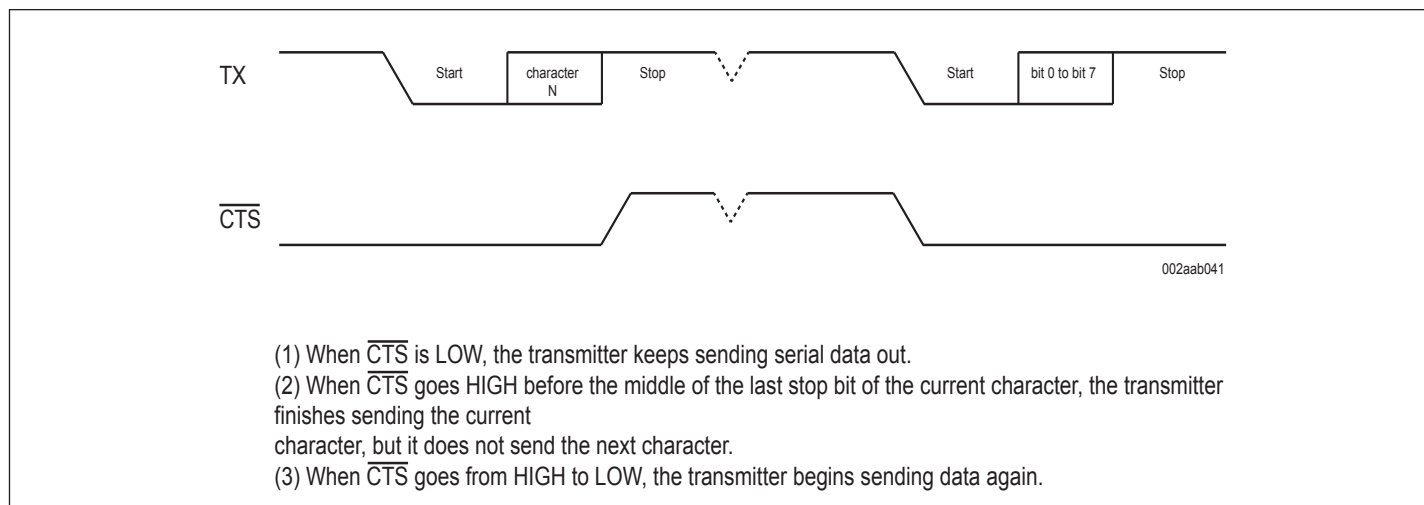 TX
Start
character
N
Stop
Start
bit 0 to bit 7
Stop
CTS
002aab041
(1) When CTS is LOW, the transmitter keeps sending serial data out.
(2) When CTS goes HIGH before the middle of the last stop bit of the current character, the transmitter
finishes sending the current
character, but it does not send the next character.
(3) When CTS goes from HIGH to LOW, the transmitter begins sending data again.